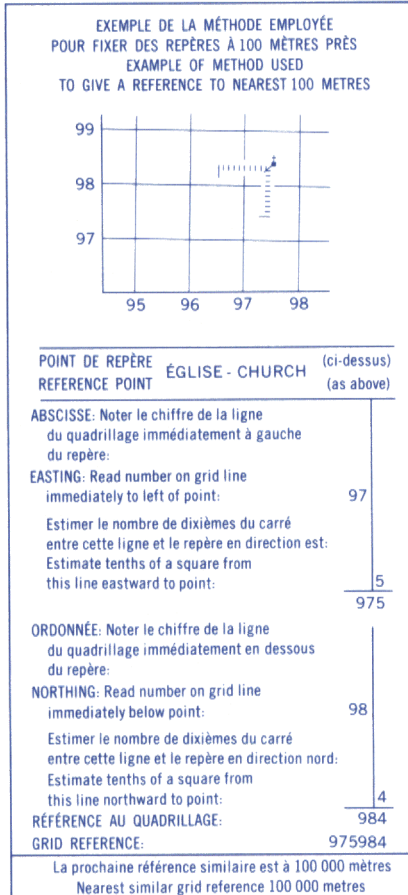 EXEMPLE DE LA MÉTHODE EMPLOYÉE
POUR FIXER DES REPÈRES À 100 MÈTRES PRÈS
EXAMPLE OF METHOD USED
TO GIVE A REFERENCE TO NEAREST 100 METRES
99
98
97
95 96 97 98
POINT DE REPÈRE
REFERENCE POINT
ÉGLISE - CHURCH
(ci-dessus)
(as above)
ABSCISSE: Noter le chiffre de la ligne
du quadrillage immédiatement à gauche
du repère:
EASTING: Read number on grid line
immediately to left of point: 97
Estimer le nombre de dixièmes du carré
entre cette ligne et le repère en direction est:
Estimate tenths of a square from
this line eastward to point: 5
975
ORDONNÉE: Noter le chiffre de la ligne
du quadrillage immédiatement en dessous
du repère:
NORTHING: Read number on grid line
immediately below point: 98
Estimer le nombre de dixièmes du carré
entre cette ligne et le repère en direction nord:
Estimate tenths of a square from
this line northward to point: 4
RÉFÉRENCE AU QUADRILLAGE: 984
GRID REFERENCE: 975984
La prochaine référence similaire est à 100 000 mètres
Nearest similar grid reference 100 000 metres